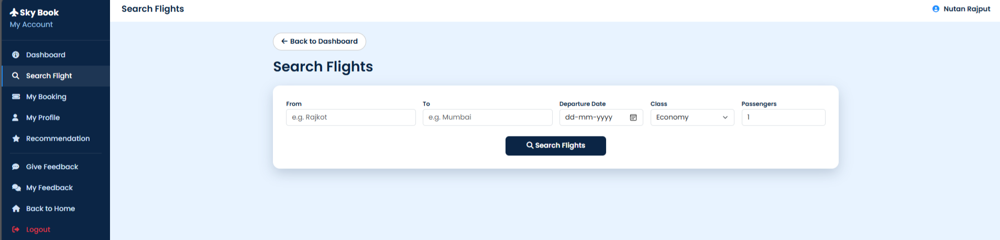 Sky Book
My Account
Dashboard
Search Flight
My Booking
My Profile
Recommendation
Give Feedback
My Feedback
Back to Home
Logout
Search Flights
Nutan Rajput
Back to Dashboard
Search Flights
From
To
Departure Date
Class
Passengers
e.g. Rajkot
e.g. Mumbai
dd-mm-yyyy
Economy
1
Search Flights